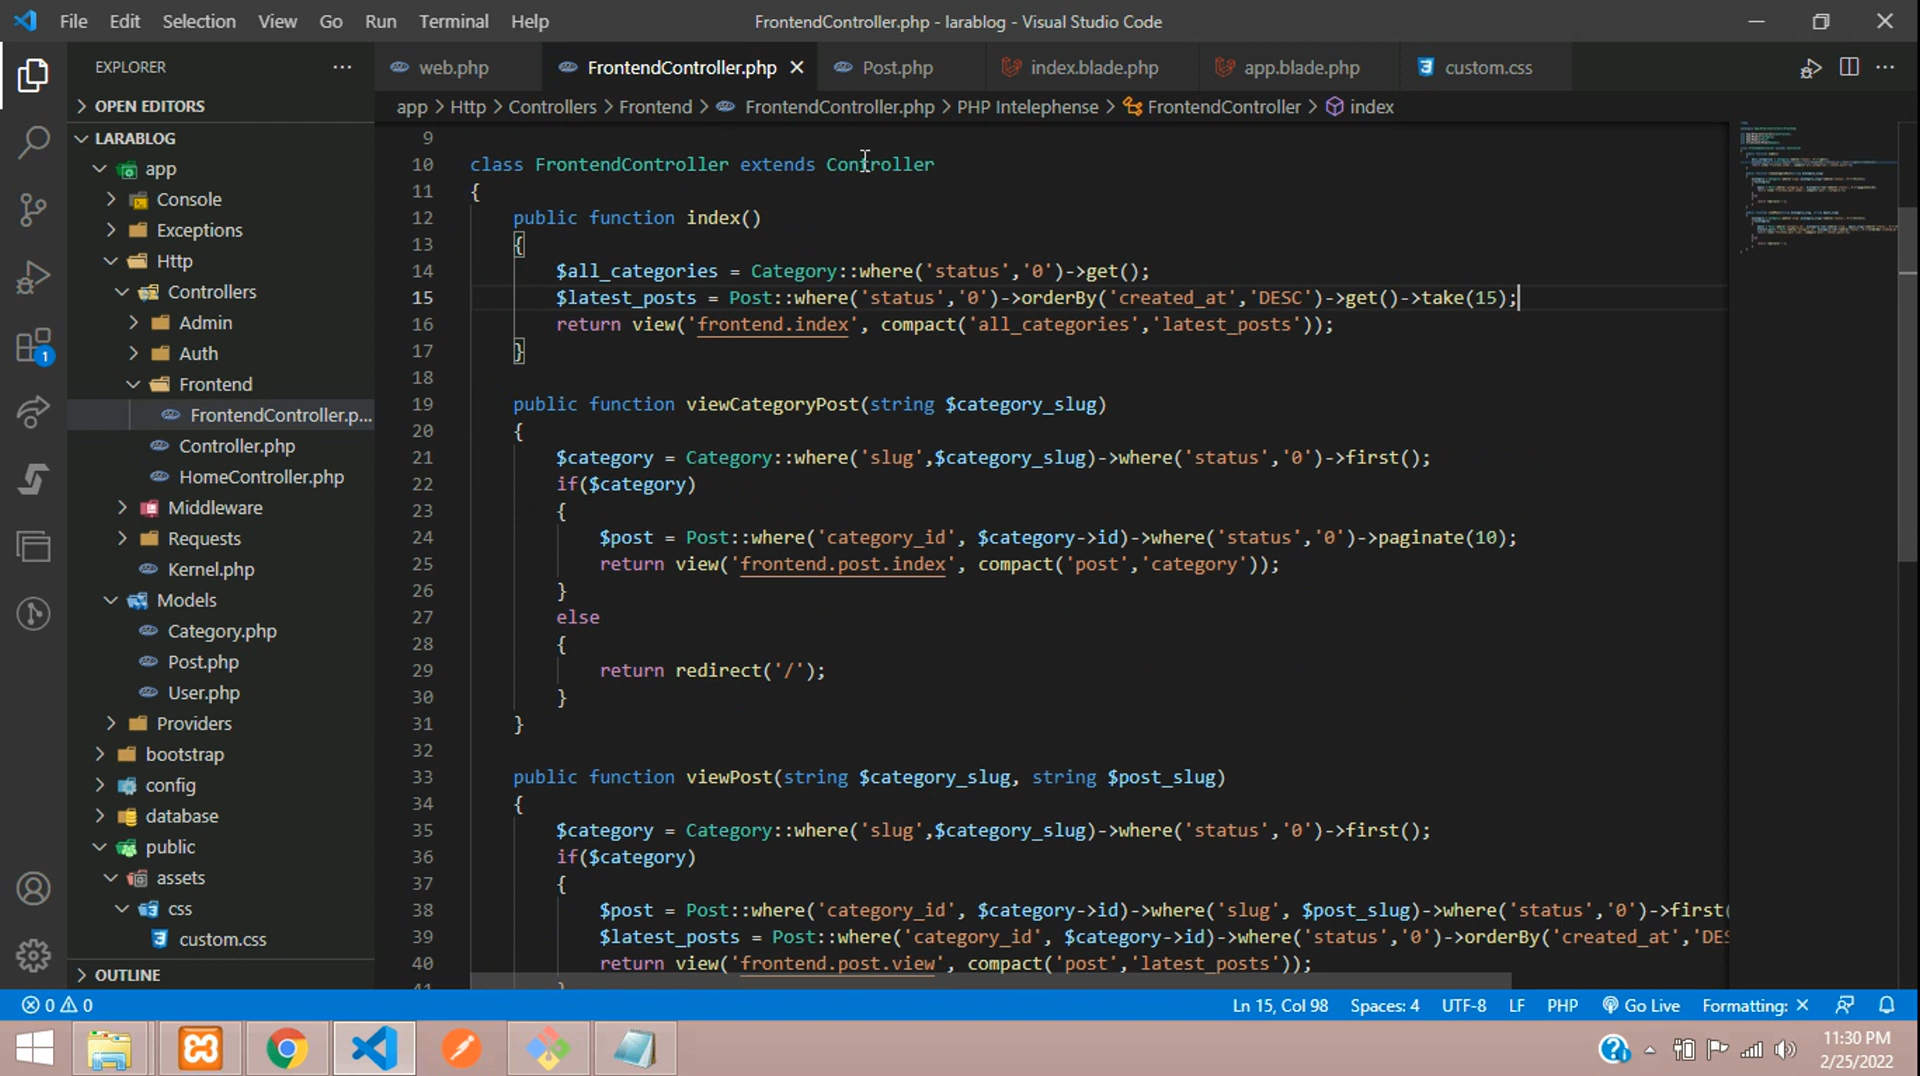 File Edit Selection View Go Run Terminal Help
FrontendController.php - larablog - Visual Studio Code
EXPLORER
web.php
FrontendController.php
Post.php
index.blade.php
app.blade.php
custom.css
app > Http > Controllers > Frontend > FrontendController.php > PHP Intelephense > FrontendController > index
OPEN EDITORS
LARABLOG
app
Console
Exceptions
Http
Controllers
Admin
Auth
Frontend
FrontendController.p...
Controller.php
HomeController.php
Middleware
Requests
Kernel.php
Models
Category.php
Post.php
User.php
Providers
bootstrap
config
database
public
assets
css
custom.css
OUTLINE
9
10 class FrontendController extends Controller
11 {
12 public function index()
13 {
14 $all_categories = Category::where('status','0')->get();
15 $latest_posts = Post::where('status','0')->orderBy('created_at','DESC')->get()->take(15);
16 return view('frontend.index', compact('all_categories','latest_posts'));
17 }
18
19 public function viewCategoryPost(string $category_slug)
20 {
21 $category = Category::where('slug',$category_slug)->where('status','0')->first();
22 if($category)
23 {
24 $post = Post::where('category_id', $category->id)->where('status','0')->paginate(10);
25 return view('frontend.post.index', compact('post','category'));
26 }
27 else
28 {
29 return redirect('/');
30 }
31 }
32
33 public function viewPost(string $category_slug, string $post_slug)
34 {
35 $category = Category::where('slug',$category_slug)->where('status','0')->first();
36 if($category)
37 {
38 $post = Post::where('category_id', $category->id)->where('slug', $post_slug)->where('status','0')->first(
39 $latest_posts = Post::where('category_id', $category->id)->where('status','0')->orderBy('created_at','DES
40 return view('frontend.post.view', compact('post','latest_posts'));
41 }
1
0 0
Ln 15, Col 98 Spaces: 4 UTF-8 LF PHP Go Live Formatting: ×
11:30 PM
2/25/2022